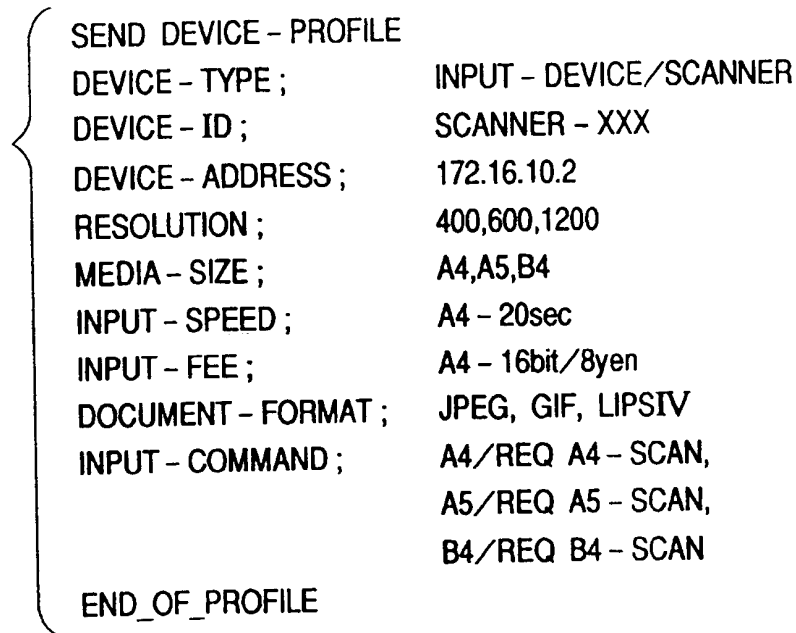 SEND DEVICE-PROFILE
DEVICE-TYPE; INPUT-DEVICE/SCANNER
DEVICE-ID; SCANNER-XXX
DEVICE-ADDRESS; 172.16.10.2
RESOLUTION; 400,600,1200
MEDIA-SIZE; A4,A5,B4
INPUT-SPEED; A4-20sec
INPUT-FEE; A4-16bit/8yen
DOCUMENT-FORMAT; JPEG, GIF, LIPSIV
INPUT-COMMAND; A4/REQ A4-SCAN,
A5/REQ A5-SCAN,
B4/REQ B4-SCAN
END_OF_PROFILE